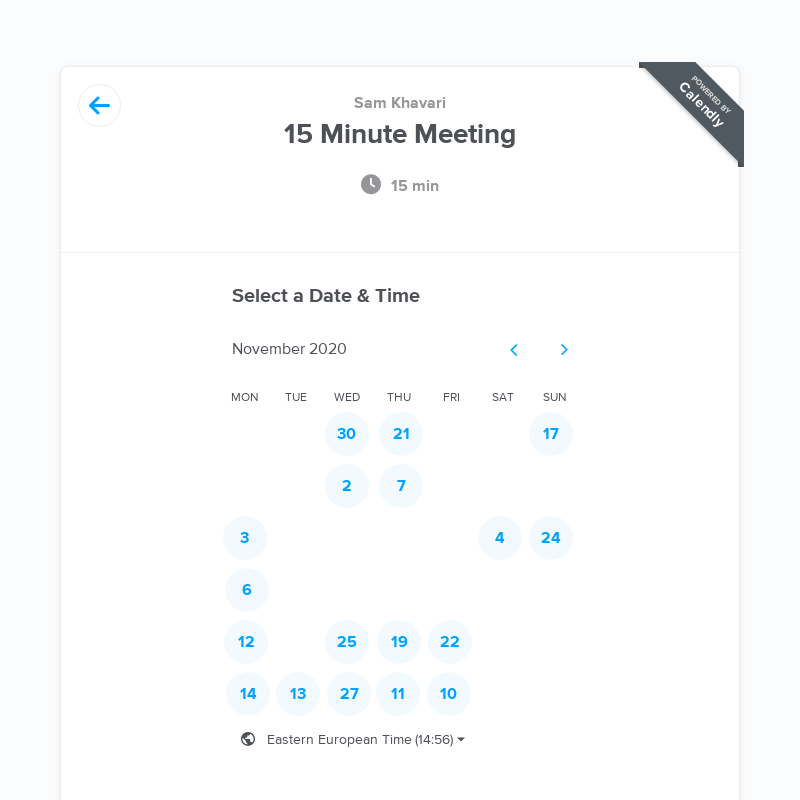 Sam Khavari
15 Minute Meeting
POWERED BY
Calendly
15 min
Select a Date & Time
November 2020
MON TUE WED THU FRI SAT SUN
30 21 17
2 7
3 4 24
6
12 25 19 22
14 13 27 11 10
Eastern European Time (14:56)